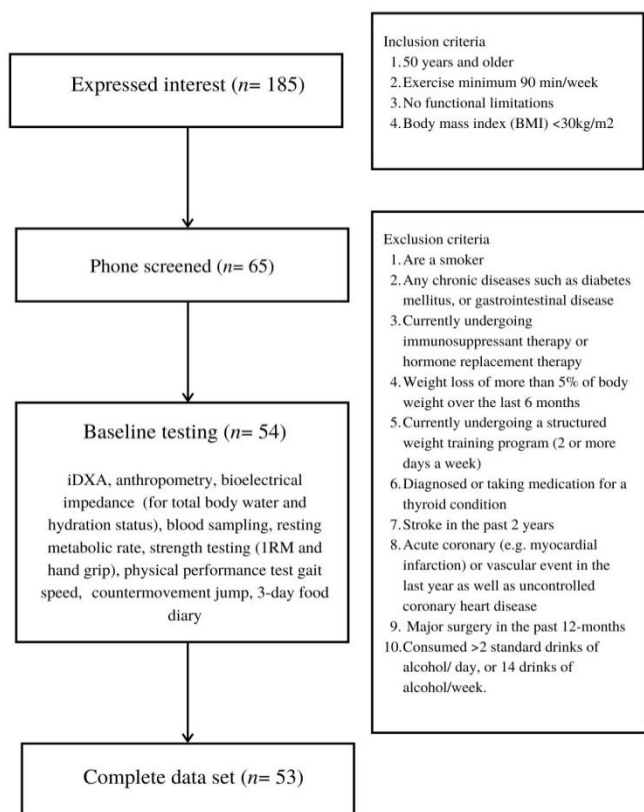 Expressed interest (n= 185)
Phone screened (n= 65)
Baseline testing (n= 54)
iDXA, anthropometry, bioelectrical
impedance (for total body water and
hydration status), blood sampling, resting
metabolic rate, strength testing (1RM and
hand grip), physical performance test gait
speed, countermovement jump, 3-day food
diary
Complete data set (n= 53)
Inclusion criteria
1. 50 years and older
2. Exercise minimum 90 min/week
3. No functional limitations
4. Body mass index (BMI) <30kg/m2
Exclusion criteria
1. Are a smoker
2. Any chronic diseases such as diabetes
mellitus, or gastrointestinal disease
3. Currently undergoing
immunosuppressant therapy or
hormone replacement therapy
4. Weight loss of more than 5% of body
weight over the last 6 months
5. Currently undergoing a structured
weight training program (2 or more
days a week)
6. Diagnosed or taking medication for a
thyroid condition
7. Stroke in the past 2 years
8. Acute coronary (e.g. myocardial
infarction) or vascular event in the
last year as well as uncontrolled
coronary heart disease
9. Major surgery in the past 12-months
10. Consumed >2 standard drinks of
alcohol/ day, or 14 drinks of
alcohol/week.